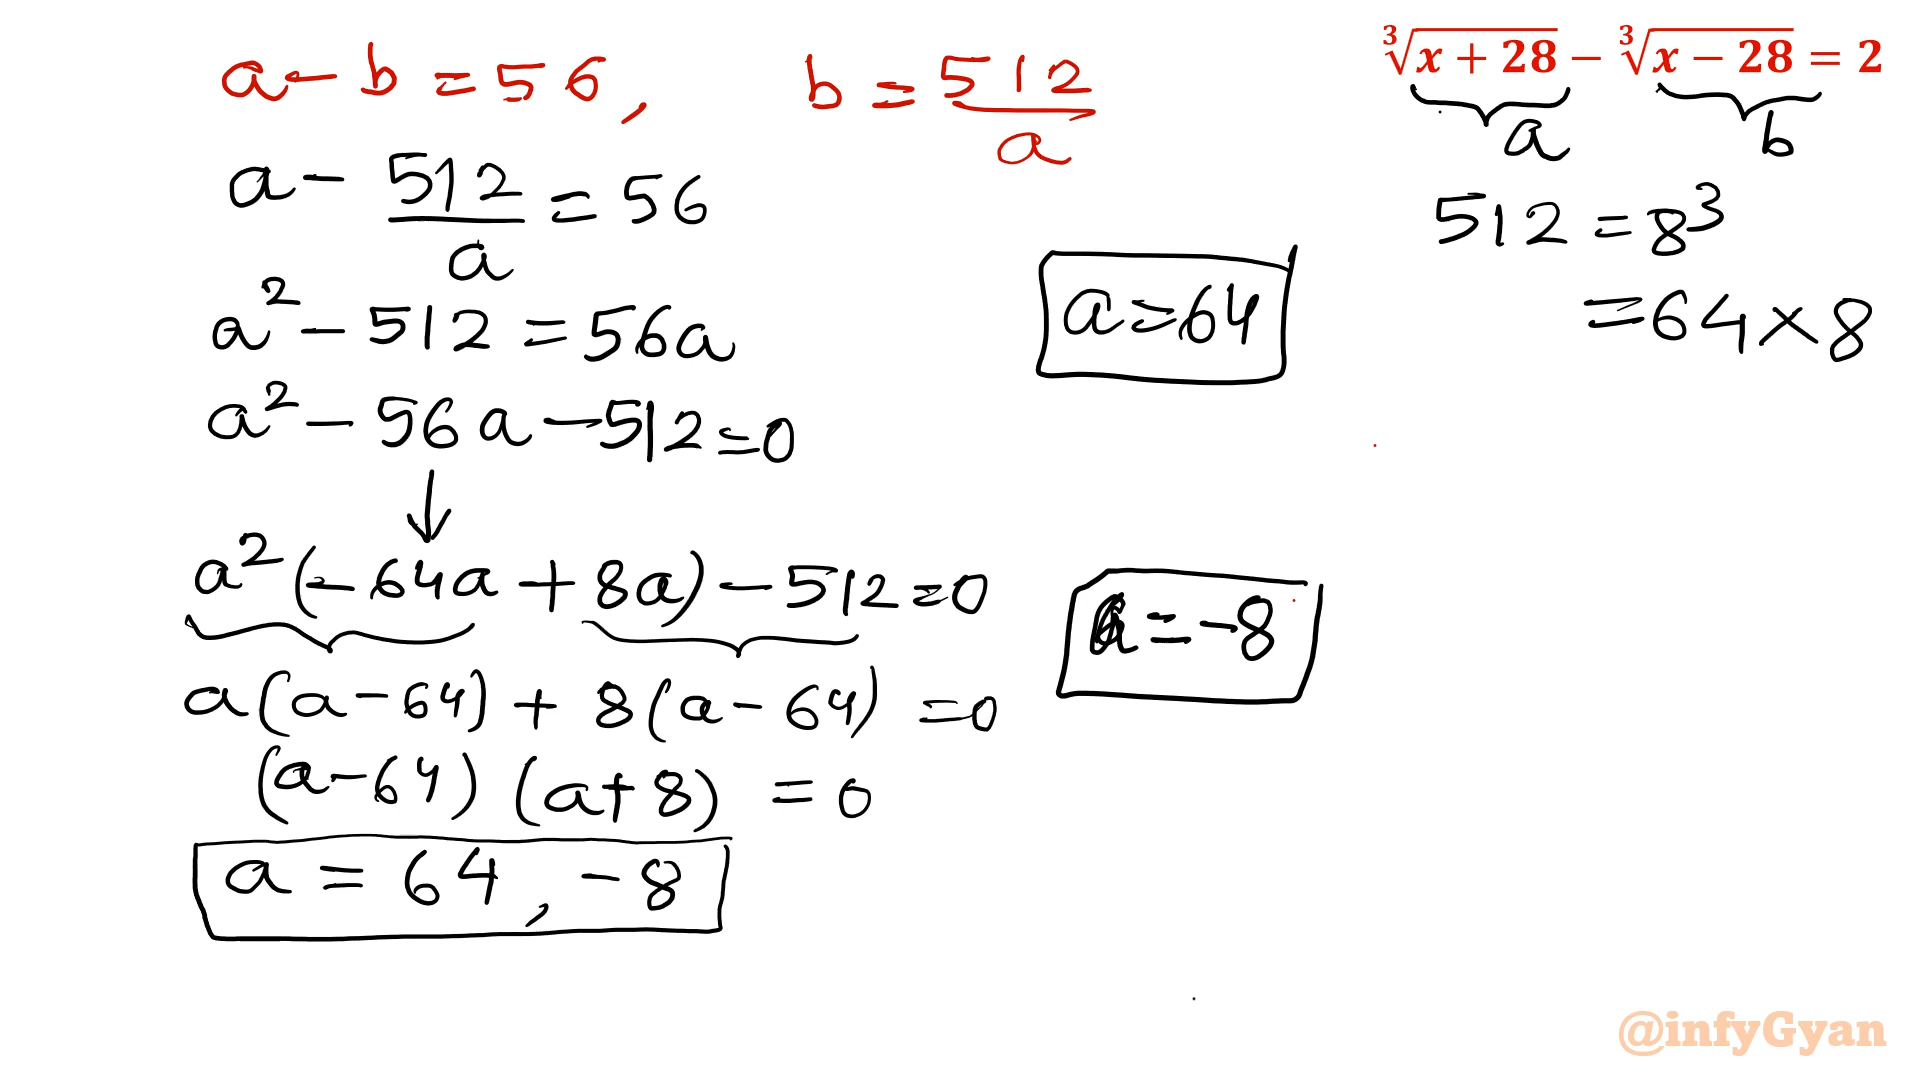 a - b = 56, b = 512/a
∛(x + 28) - ∛(x - 28) = 2
a b
a - 512/a = 56
512 = 8³
= 64 × 8
a² - 512 = 56a
a = 64
a² - 56a - 512 = 0
a² (- 64a + 8a) - 512 = 0
a = -8
a(a - 64) + 8(a - 64) = 0
(a - 64) (a + 8) = 0
a = 64, -8
@infyGyan